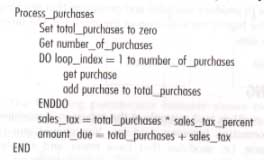 Process_purchases
Set total_purchases to zero
Get number_of_purchases
DO loop_index = 1 to number_of_purchases
get purchase
add purchase to total_purchases
ENDDO
sales_tax = total_purchases * sales_tax_percent
amount_due = total_purchases + sales_tax
END